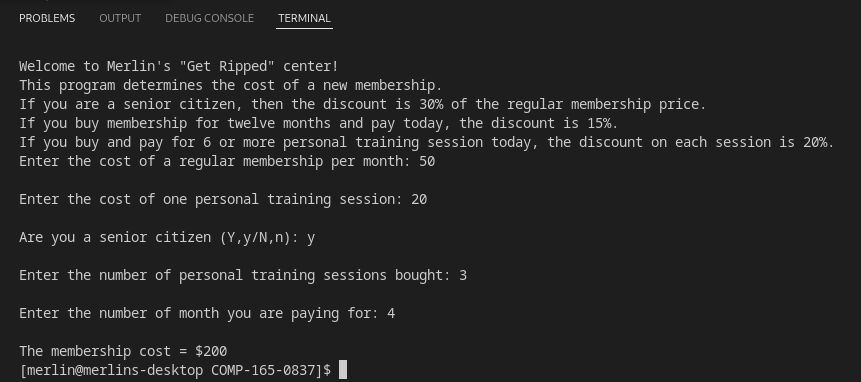 PROBLEMS OUTPUT DEBUG CONSOLE TERMINAL
Welcome to Merlin's "Get Ripped" center!
This program determines the cost of a new membership.
If you are a senior citizen, then the discount is 30% of the regular membership price.
If you buy membership for twelve months and pay today, the discount is 15%.
If you buy and pay for 6 or more personal training session today, the discount on each session is 20%.
Enter the cost of a regular membership per month: 50
Enter the cost of one personal training session: 20
Are you a senior citizen (Y,y/N,n): y
Enter the number of personal training sessions bought: 3
Enter the number of month you are paying for: 4
The membership cost = $200
[merlin@merlins-desktop COMP-165-0837]$